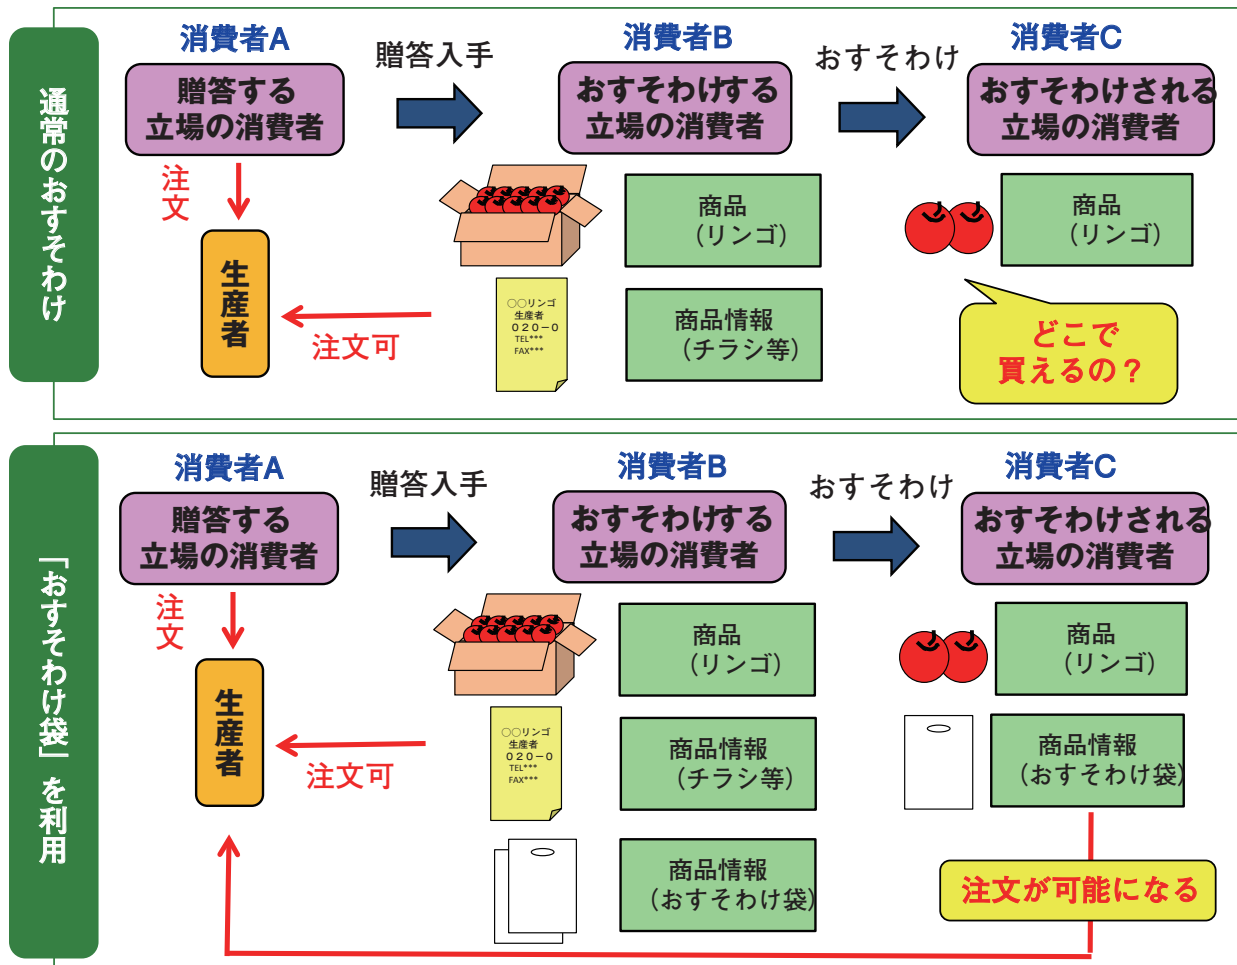 通常のおすそわけ
消費者A
贈答する
立場の消費者
贈答入手
消費者B
おすそわけする
立場の消費者
おすそわけ
消費者C
おすそわけされる
立場の消費者
注文
生産者
注文可
○○リンゴ
生産者
020-0
TEL***
FAX***
商品
(リンゴ)
商品情報
(チラシ等)
商品
(リンゴ)
どこで
買えるの？
「おすそわけ袋」を利用
消費者A
贈答する
立場の消費者
贈答入手
消費者B
おすそわけする
立場の消費者
おすそわけ
消費者C
おすそわけされる
立場の消費者
注文
生産者
注文可
○○リンゴ
生産者
020-0
TEL***
FAX***
商品
(リンゴ)
商品情報
(チラシ等)
商品情報
(おすそわけ袋)
商品
(リンゴ)
商品情報
(おすそわけ袋)
注文が可能になる